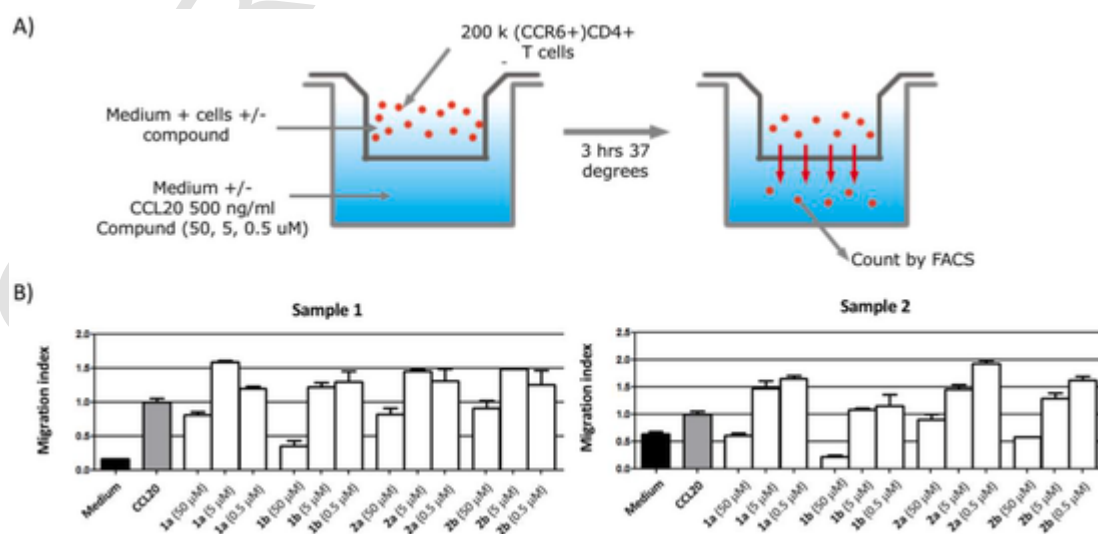 A)
200 k (CCR6+)CD4+
T cells
Medium + cells +/-
compound
3 hrs 37
degrees
Medium +/-
CCL20 500 ng/ml
Compund (50, 5, 0.5 uM)
Count by FACS
B)
Sample 1
Migration index
2.0
1.5
1.0
0.5
0.0
Medium
CCL20
1a (50 μM)
1a (5 μM)
1a (0.5 μM)
1b (50 μM)
1b (5 μM)
1b (0.5 μM)
2a (50 μM)
2a (5 μM)
2a (0.5 μM)
2b (50 μM)
2b (5 μM)
2b (0.5 μM)
Sample 2
Migration index
2.5
2.0
1.5
1.0
0.5
0.0
Medium
CCL20
1a (50 μM)
1a (5 μM)
1a (0.5 μM)
1b (50 μM)
1b (5 μM)
1b (0.5 μM)
2a (50 μM)
2a (5 μM)
2a (0.5 μM)
2b (50 μM)
2b (5 μM)
2b (0.5 μM)